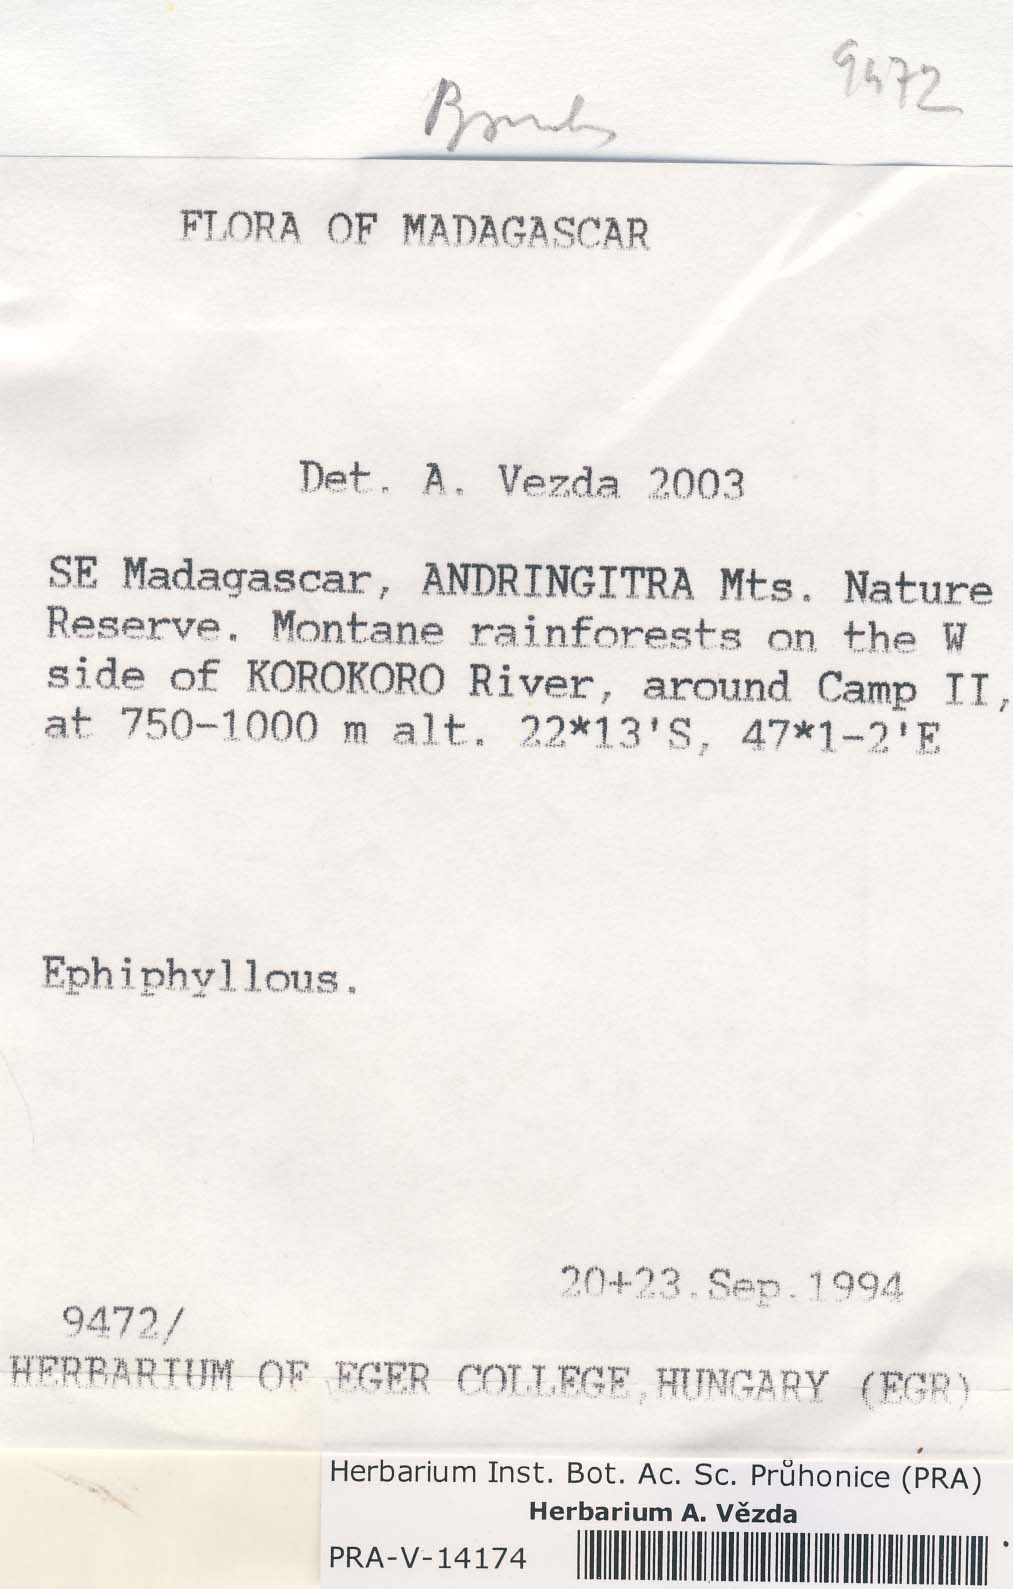 9472
FLORA OF MADAGASCAR
Det. A. Vezda 2003
SE Madagascar, ANDRINGITRA Mts. Nature
Reserve. Montane rainforests on the W
side of KOROKORO River, around Camp II,
at 750-1000 m alt. 22*13'S, 47*1-2'E
Ephiphyllous.
20+23.Sep.1994
9472/
HERBARIUM OF EGER COLLEGE,HUNGARY (EGR)
Herbarium Inst. Bot. Ac. Sc. Průhonice (PRA)
Herbarium A. Vězda
PRA-V-14174